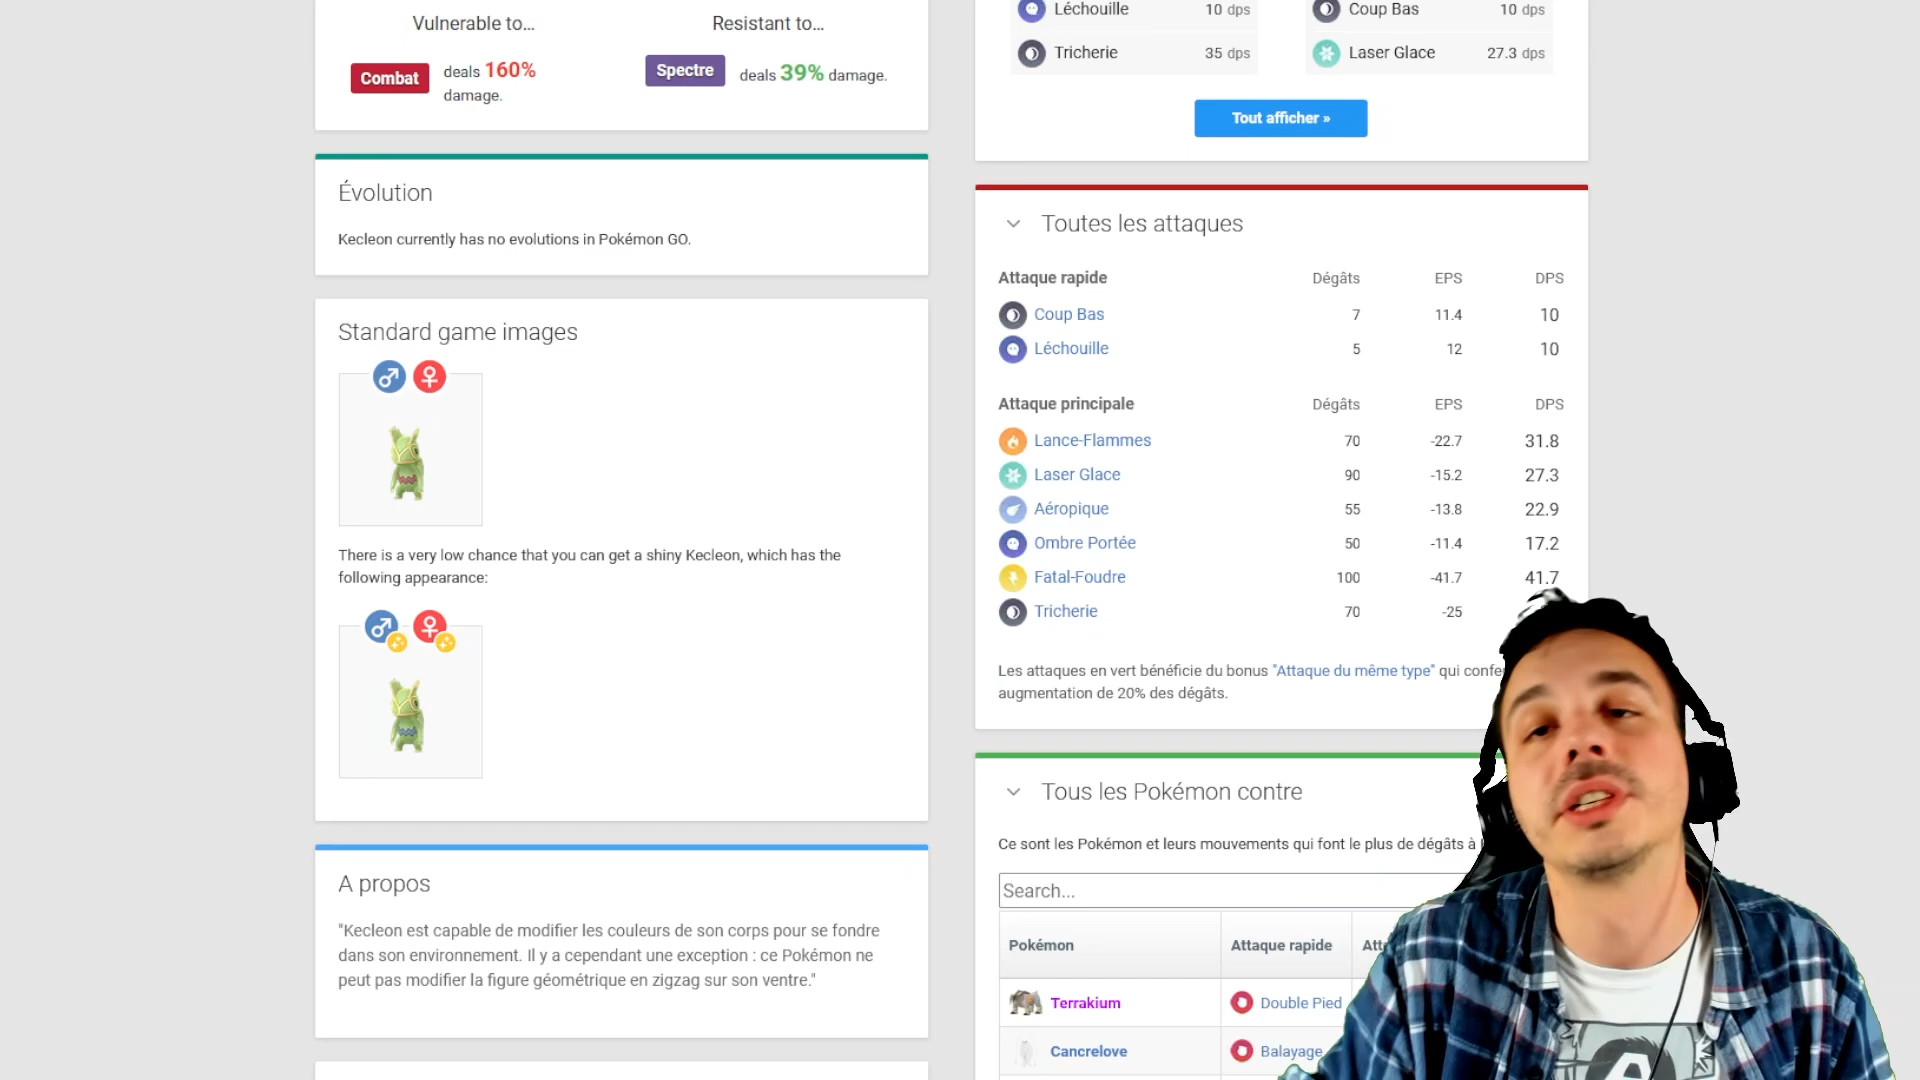 Vulnerable to...
Resistant to...
Combat deals 160%
damage.
Spectre deals 39% damage.
Évolution
Kecleon currently has no evolutions in Pokémon GO.
Standard game images
There is a very low chance that you can get a shiny Kecleon, which has the
following appearance:
A propos
"Kecleon est capable de modifier les couleurs de son corps pour se fondre
dans son environnement. Il y a cependant une exception : ce Pokémon ne
peut pas modifier la figure géométrique en zigzag sur son ventre."
Léchouille 10 dps
Coup Bas 10 dps
Tricherie 35 dps
Laser Glace 27.3 dps
Tout afficher »
Toutes les attaques
Attaque rapide Dégâts EPS DPS
Coup Bas 7 11.4 10
Léchouille 5 12 10
Attaque principale Dégâts EPS DPS
Lance-Flammes 70 -22.7 31.8
Laser Glace 90 -15.2 27.3
Aéropique 55 -13.8 22.9
Ombre Portée 50 -11.4 17.2
Fatal-Foudre 100 -41.7 41.7
Tricherie 70 -25
Les attaques en vert bénéficie du bonus "Attaque du même type" qui confe
augmentation de 20% des dégâts.
Tous les Pokémon contre
Ce sont les Pokémon et leurs mouvements qui font le plus de dégâts à
Search...
Pokémon Attaque rapide
Terrakium Double Pied
Cancrelove Balayage